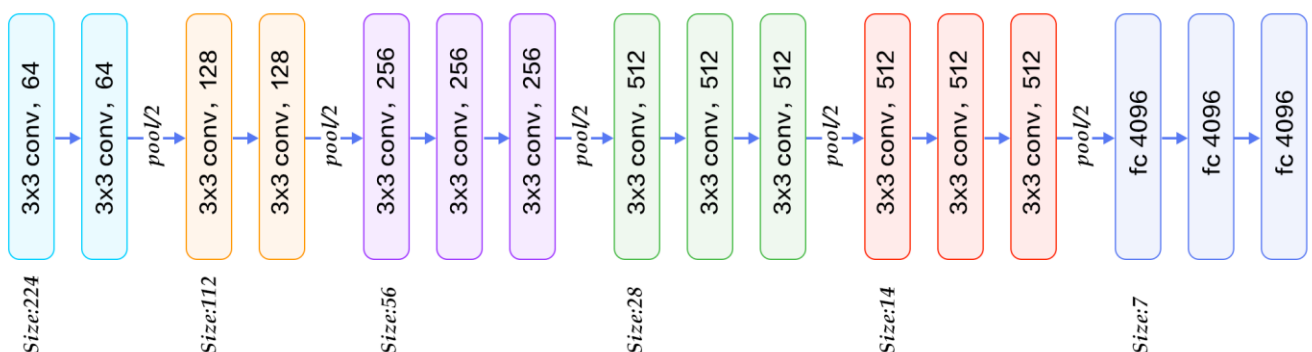 3x3 conv, 64
3x3 conv, 64
pool/2
3x3 conv, 128
3x3 conv, 128
pool/2
3x3 conv, 256
3x3 conv, 256
3x3 conv, 256
pool/2
3x3 conv, 512
3x3 conv, 512
3x3 conv, 512
pool/2
3x3 conv, 512
3x3 conv, 512
3x3 conv, 512
pool/2
fc 4096
fc 4096
fc 4096
Size:224
Size:112
Size:56
Size:28
Size:14
Size:7